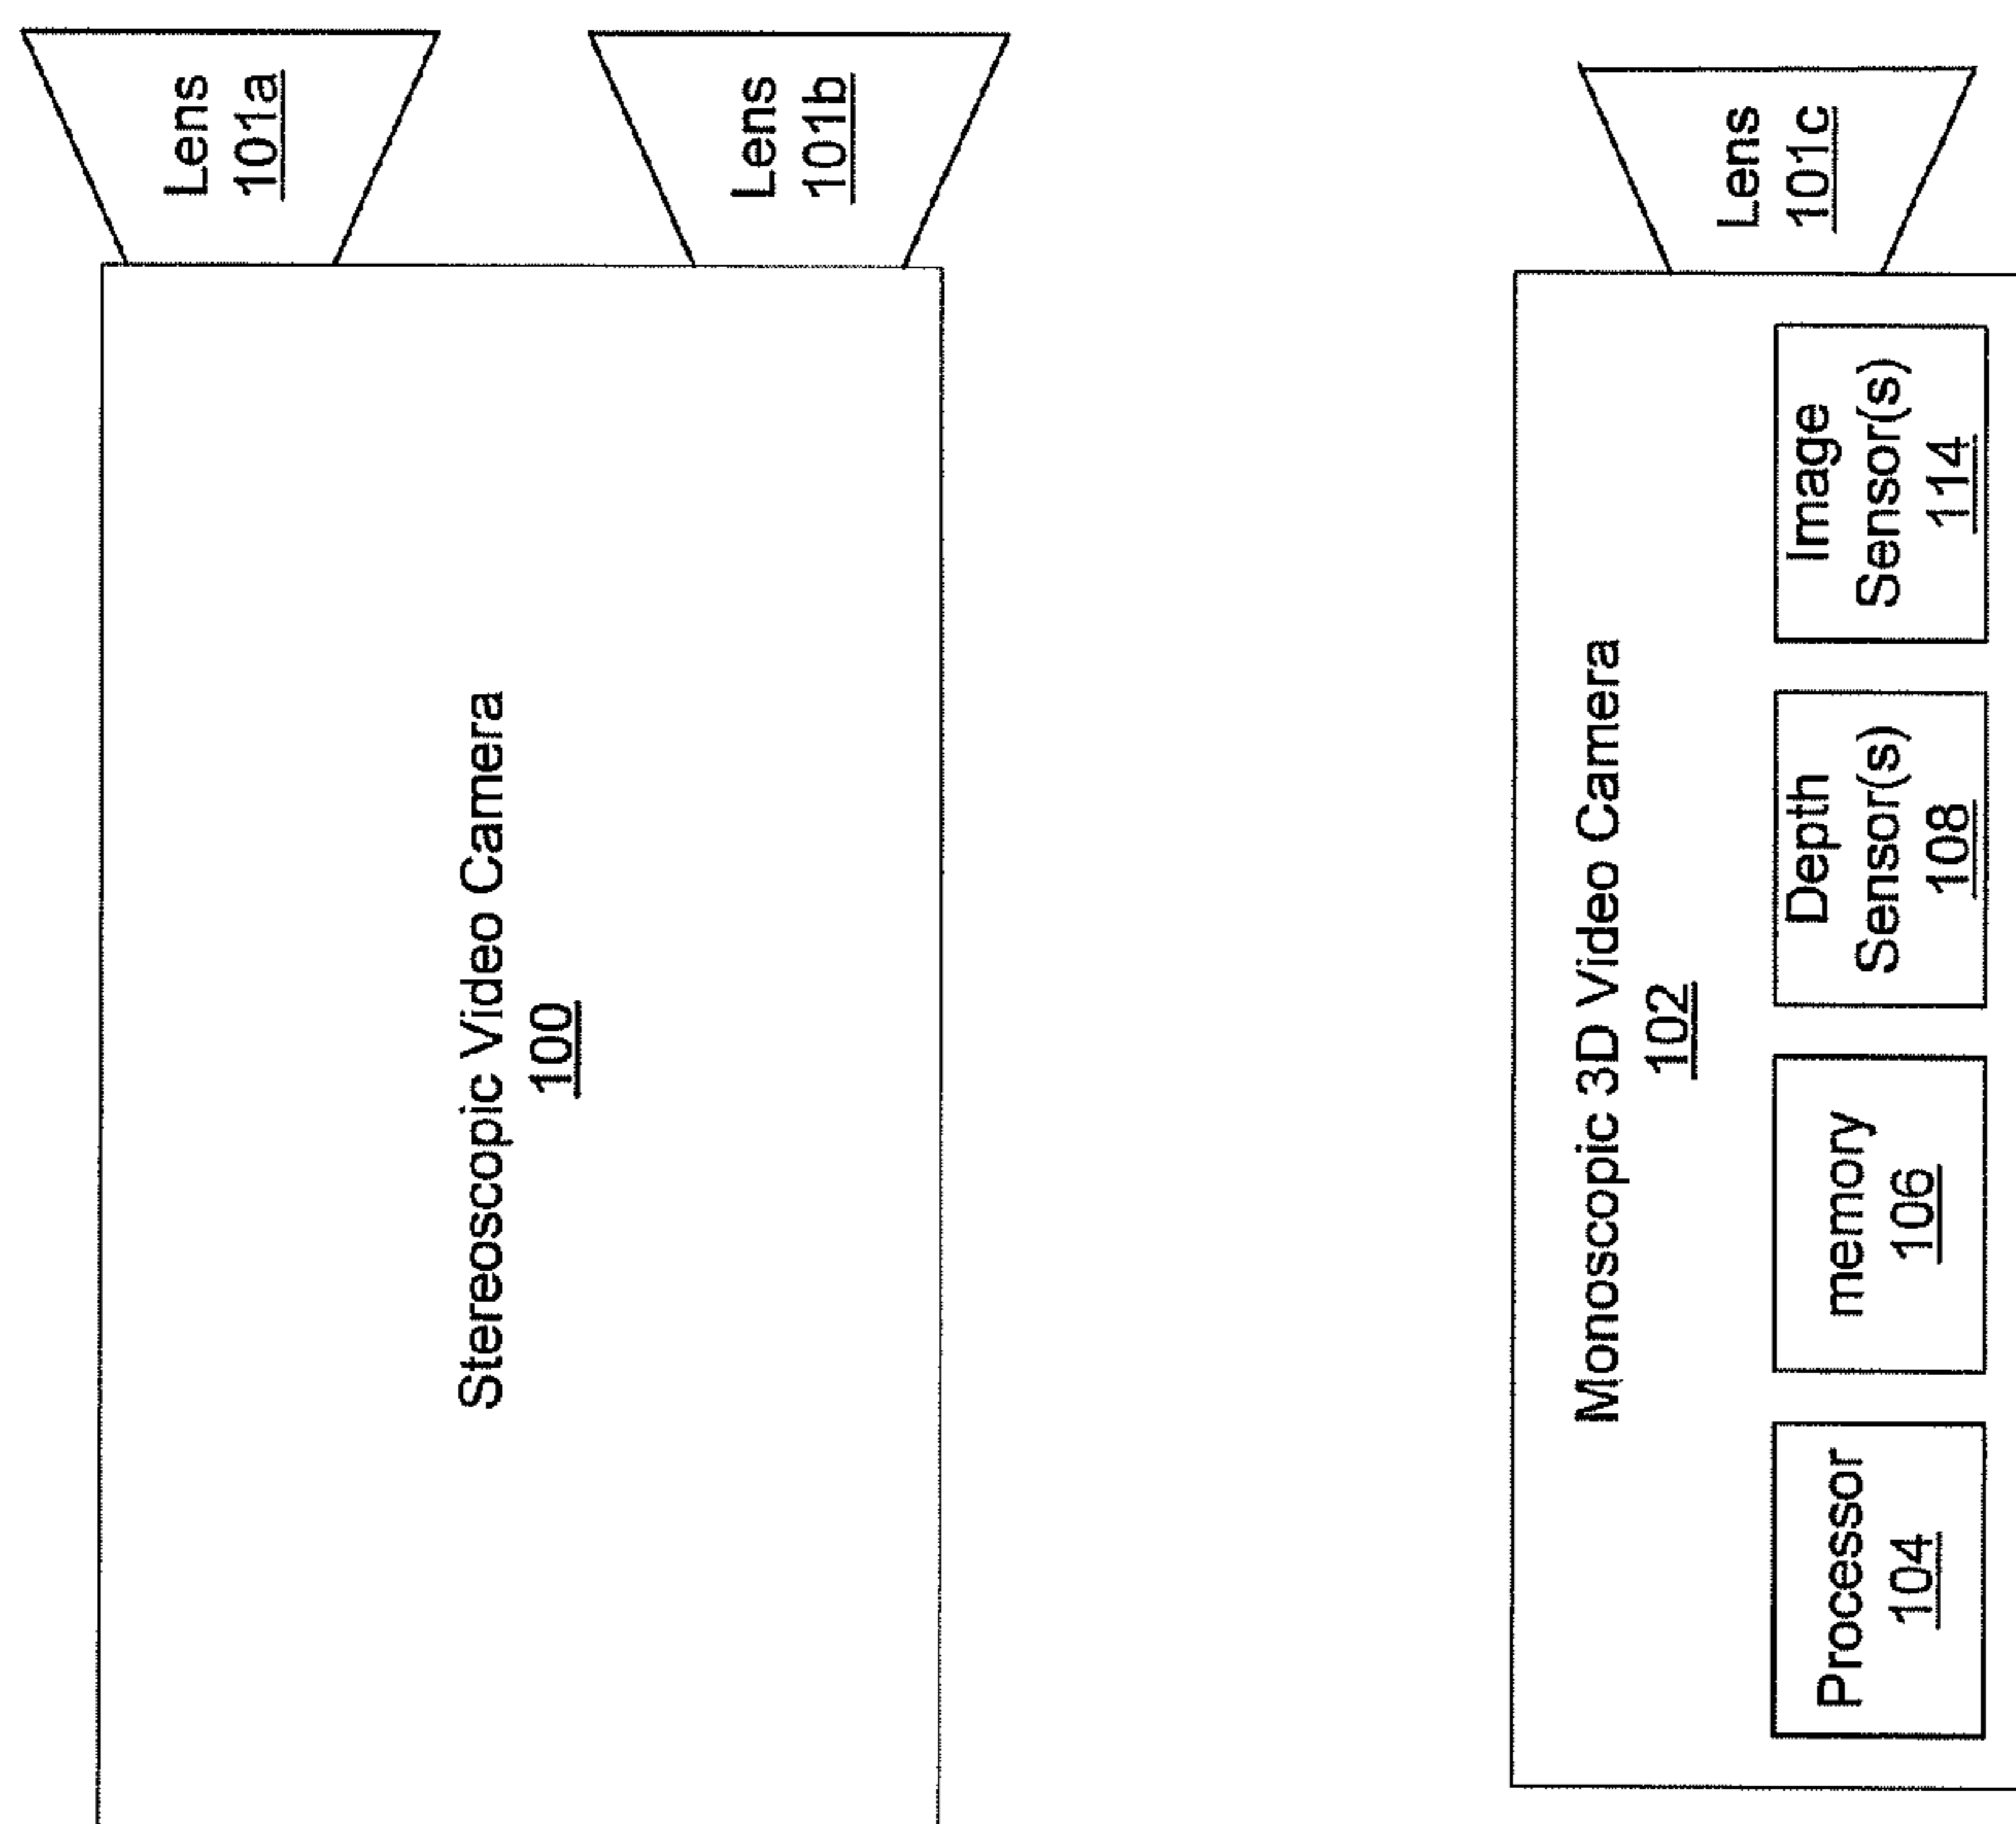 Lens
101a
Lens
101b
Stereoscopic Video Camera
100
Lens
101c
Monoscopic 3D Video Camera
102
Processor
104
memory
106
Depth
Sensor(s)
108
Image
Sensor(s)
114